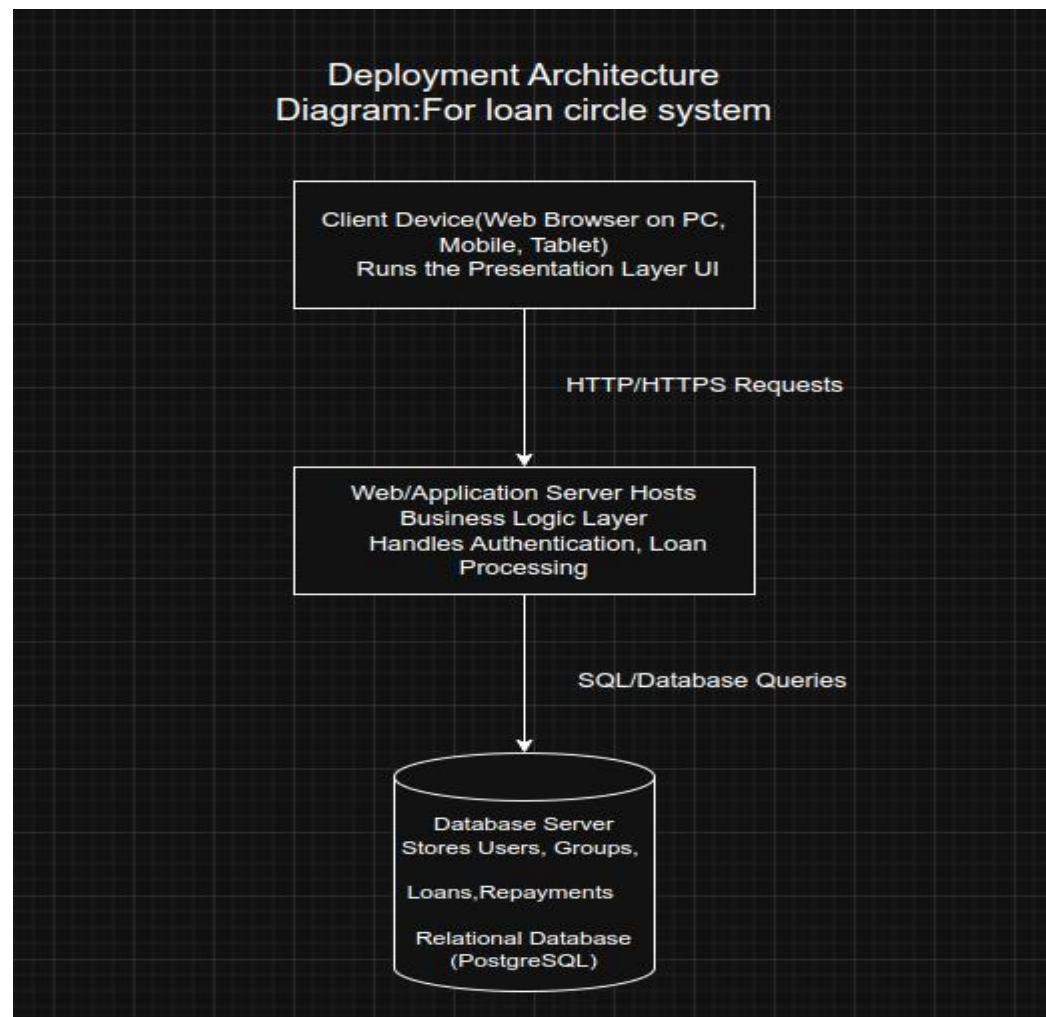 Deployment Architecture
Diagram:For loan circle system
Client Device(Web Browser on PC,
Mobile, Tablet)
Runs the Presentation Layer UI
HTTP/HTTPS Requests
Web/Application Server Hosts
Business Logic Layer
Handles Authentication, Loan
Processing
SQL/Database Queries
Database Server
Stores Users, Groups,
Loans,Repayments
Relational Database
(PostgreSQL)